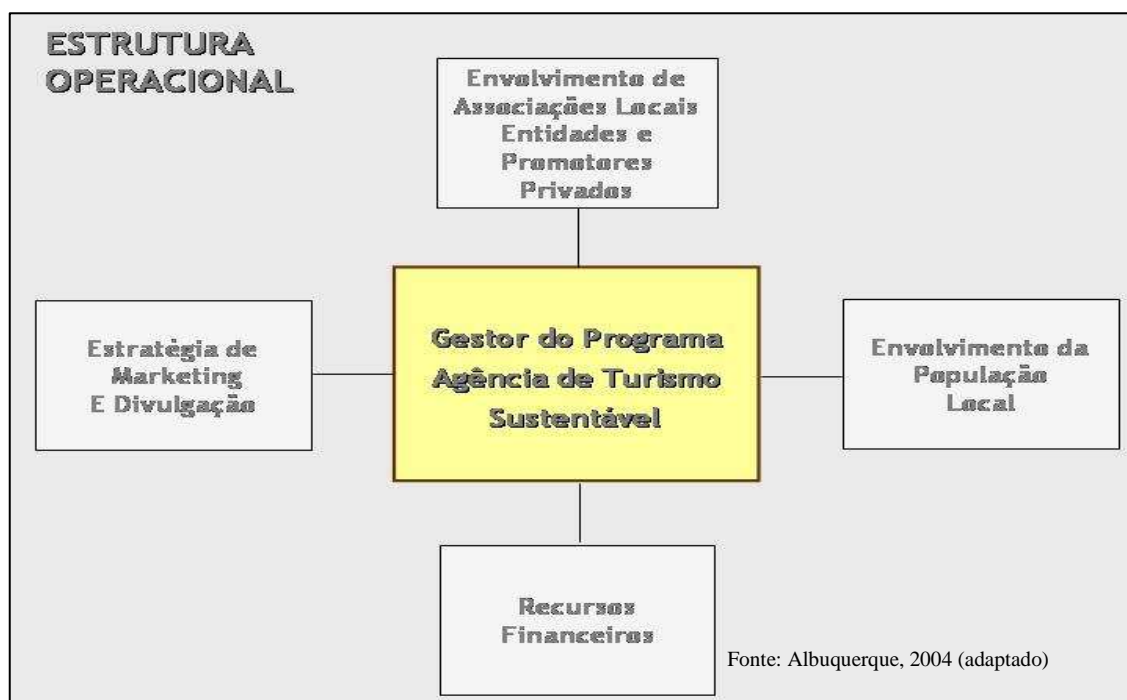 ESTRUTURA
OPERACIONAL
Envolvimento de
Associações Locais
Entidades e
Promotores
Privados
Estratégia de
Marketing
E Divulgação
Gestor do Programa
Agência de Turismo
Sustentável
Envolvimento da
População
Local
Recursos
Financeiros
Fonte: Albuquerque, 2004 (adaptado)